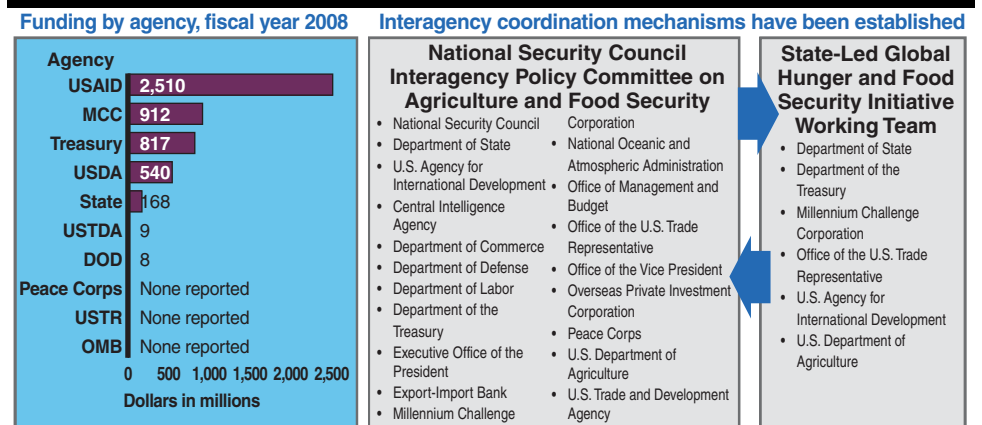 Funding by agency, fiscal year 2008
Agency
USAID 2,510
MCC 912
Treasury 817
USDA 540
State 168
USTDA 9
DOD 8
Peace Corps None reported
USTR None reported
OMB None reported
0 500 1,000 1,500 2,000 2,500
Dollars in millions
Interagency coordination mechanisms have been established
National Security Council
Interagency Policy Committee on
Agriculture and Food Security
• National Security Council
• Department of State
• U.S. Agency for
International Development
• Central Intelligence
Agency
• Department of Commerce
• Department of Defense
• Department of Labor
• Department of the
Treasury
• Executive Office of the
President
• Export-Import Bank
• Millennium Challenge
Corporation
• National Oceanic and
Atmospheric Administration
• Office of Management and
Budget
• Office of the U.S. Trade
Representative
• Office of the Vice President
• Overseas Private Investment
Corporation
• Peace Corps
• U.S. Department of
Agriculture
• U.S. Trade and Development
Agency
State-Led Global
Hunger and Food
Security Initiative
Working Team
• Department of State
• Department of the
Treasury
• Millennium Challenge
Corporation
• Office of the U.S. Trade
Representative
• U.S. Agency for
International Development
• U.S. Department of
Agriculture